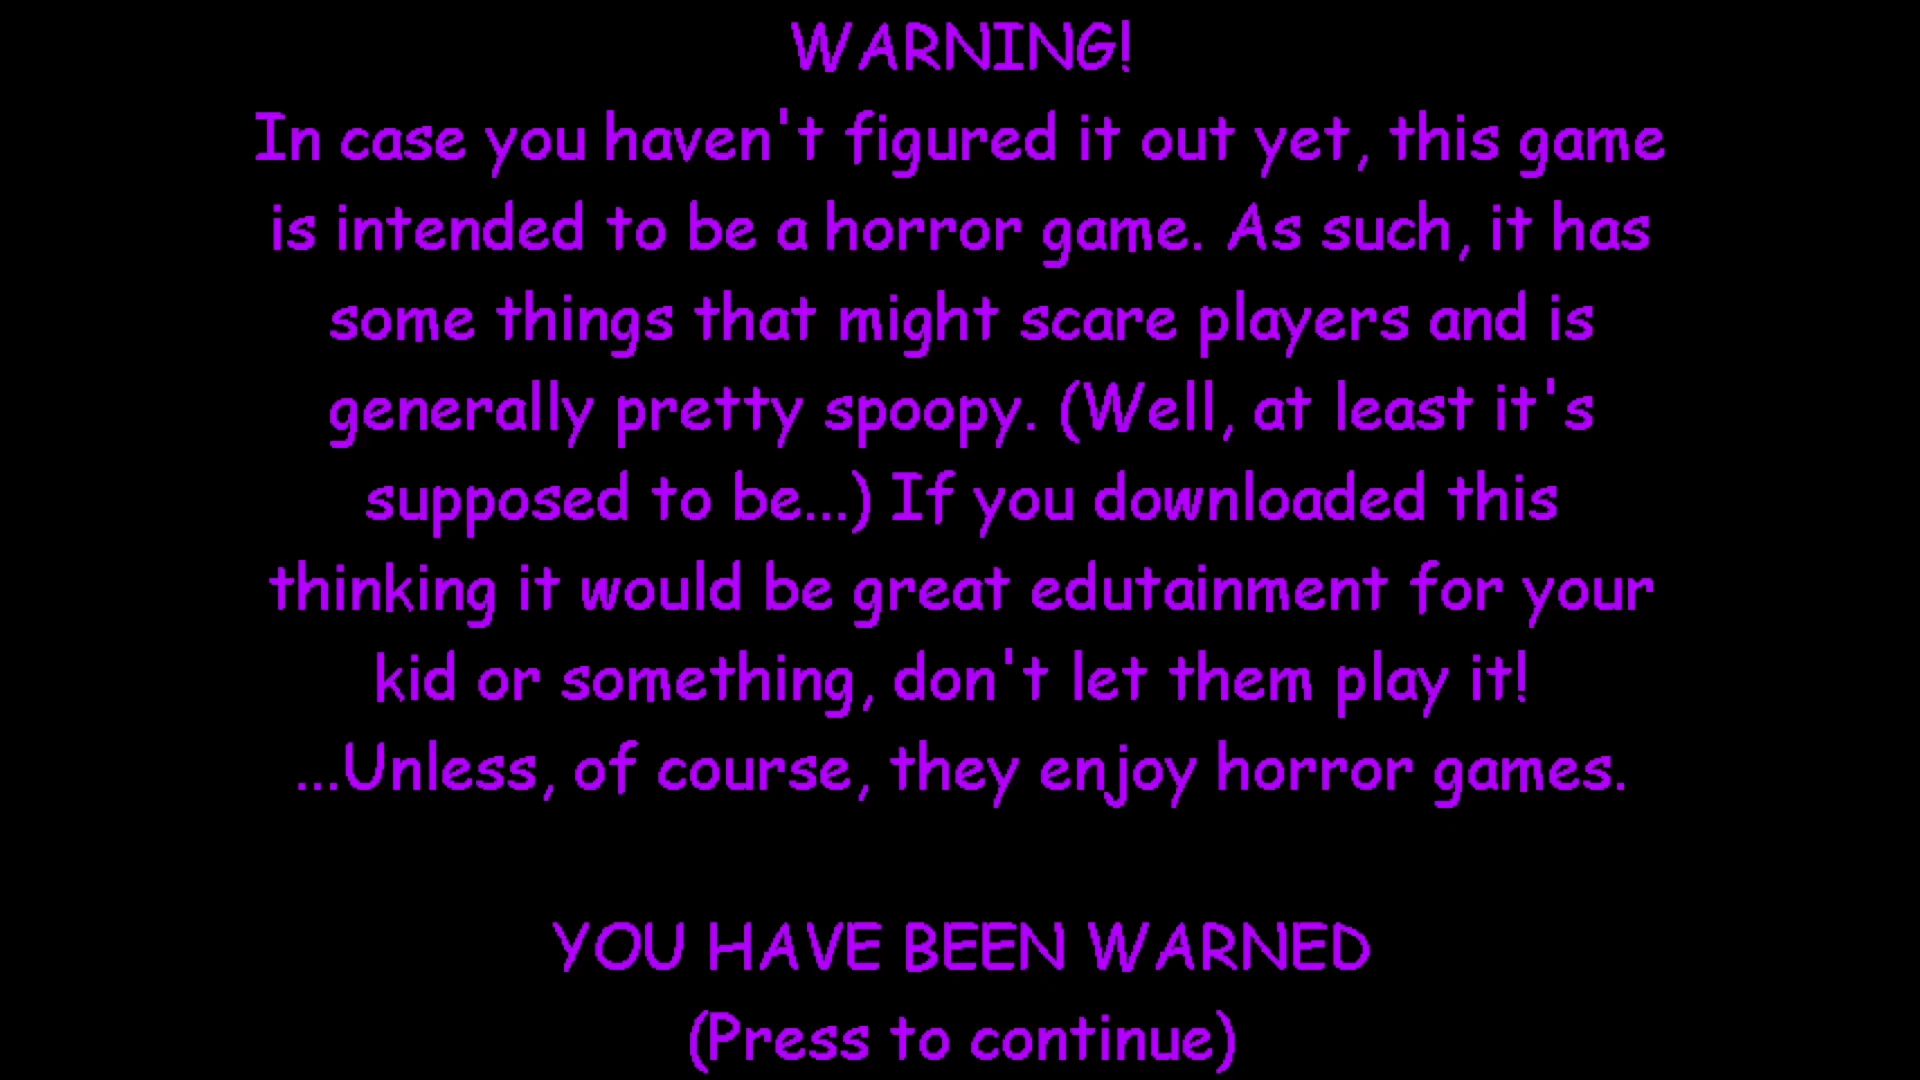 WARNING!
In case you haven't figured it out yet, this game
is intended to be a horror game. As such, it has
some things that might scare players and is
generally pretty spoopy. (Well, at least it's
supposed to be...) If you downloaded this
thinking it would be great edutainment for your
kid or something, don't let them play it!
...Unless, of course, they enjoy horror games.
YOU HAVE BEEN WARNED
(Press to continue)